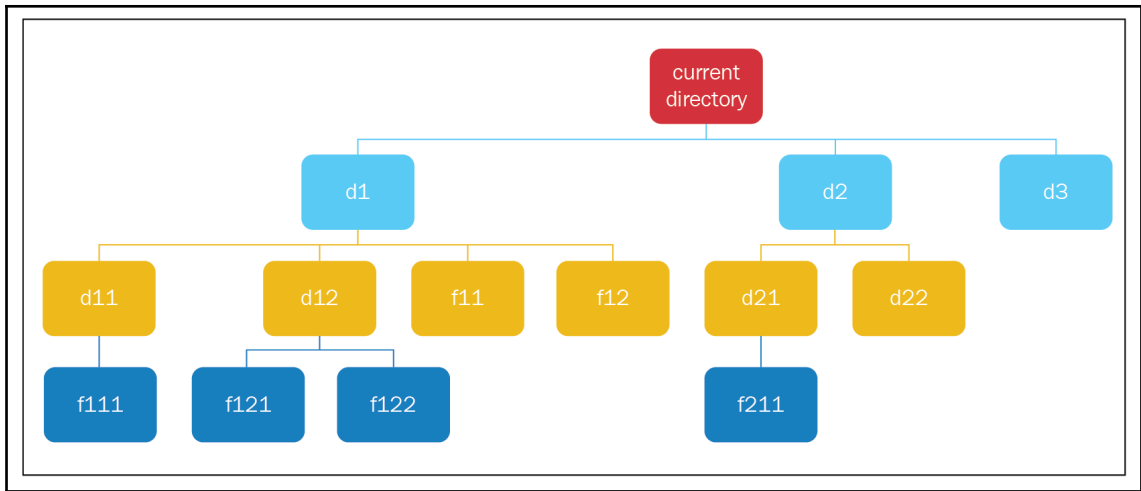 current
directory
d1
d2
d3
d11
d12
f11
f12
d21
d22
f111
f121
f122
f211